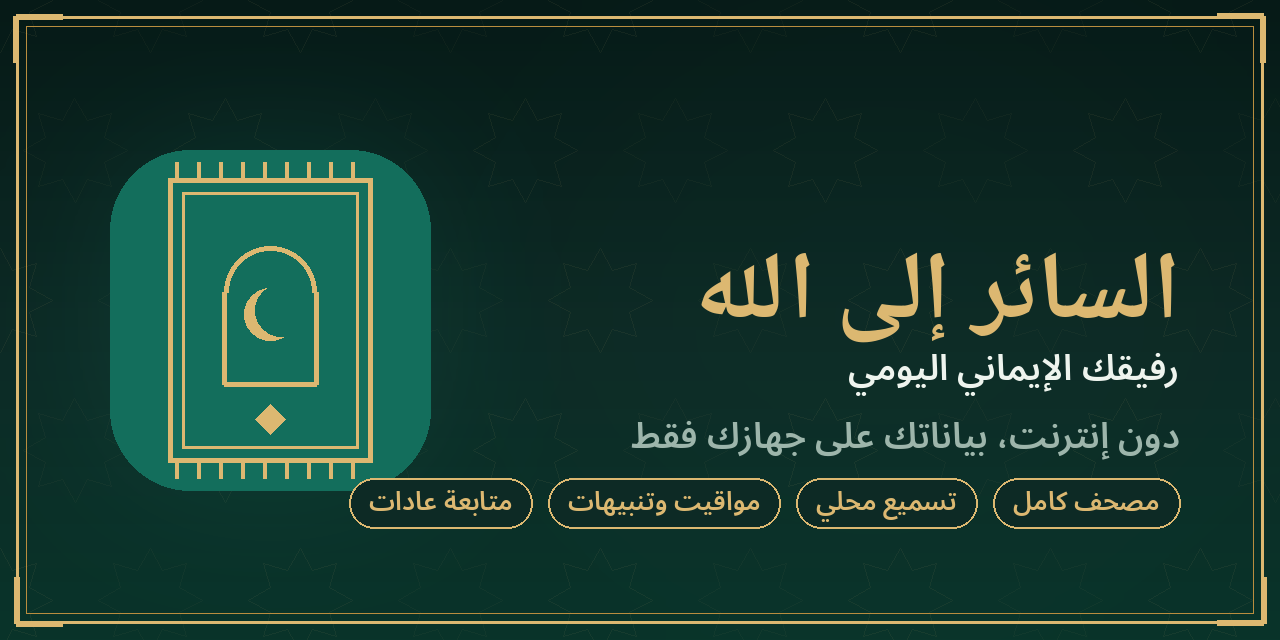 السائر إلى الله
رفيقك الإيماني اليومي
دون إنترنت، بياناتك على جهازك فقط
مصحف كامل
تسميع محلي
مواقيت وتنبيهات
متابعة عادات